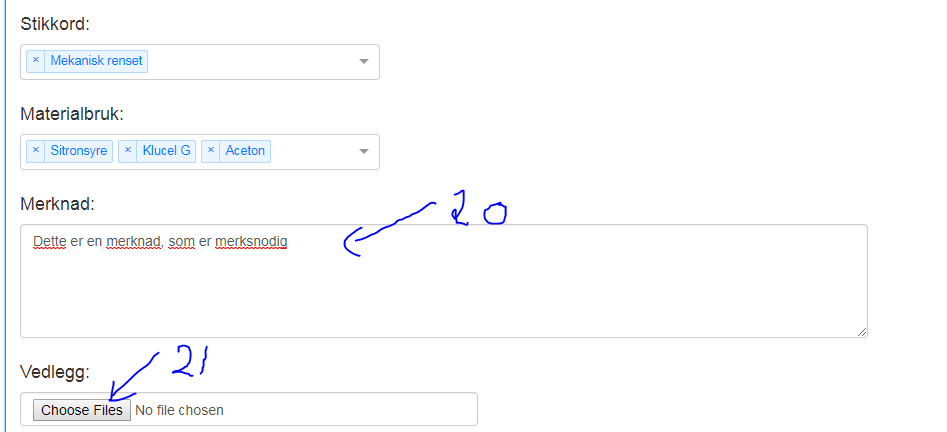 Stikkord:
× Mekanisk renset
Materialbruk:
× Sitronsyre × Klucel G × Aceton
Merknad:
20
Dette er en merknad, som er merksnodig
21
Vedlegg:
Choose Files No file chosen